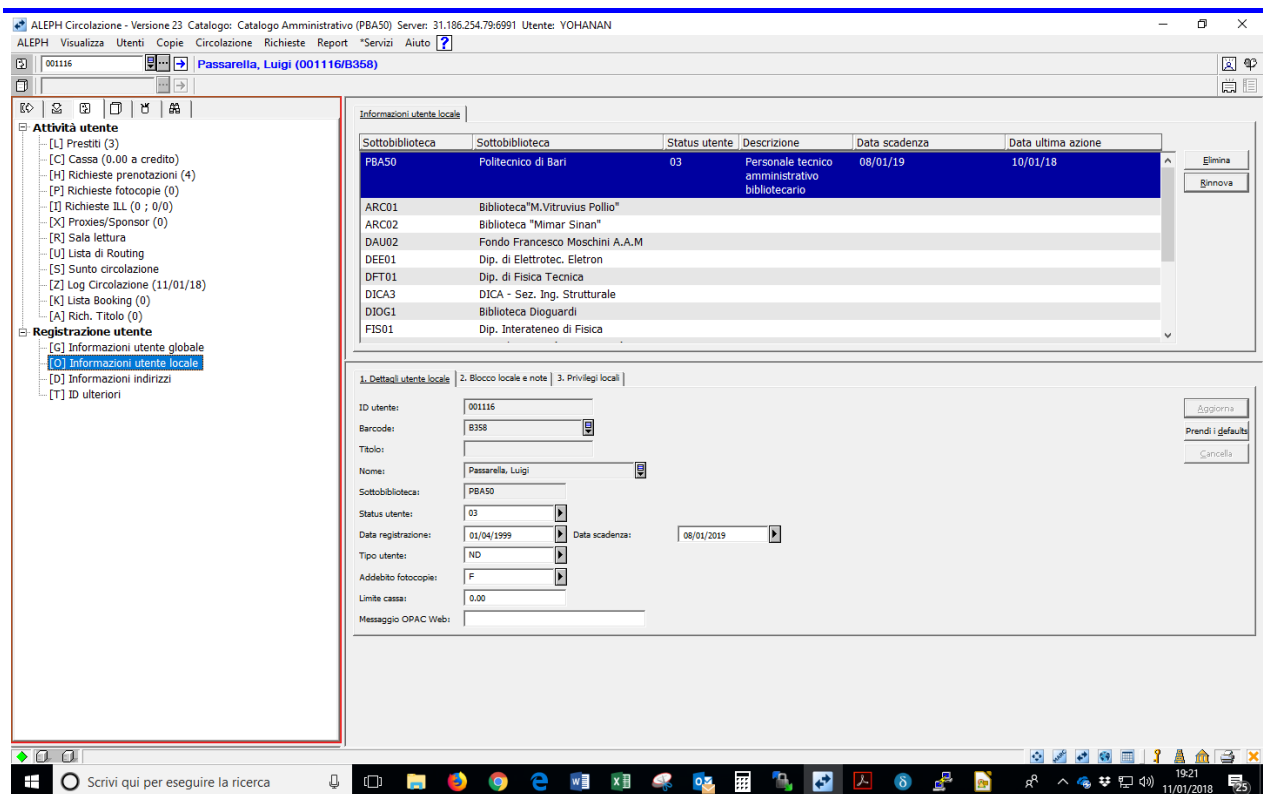 ALEPH Circolazione - Versione 23 Catalogo: Catalogo Amministrativo (PBA50) Server: 31.186.254.79:6991 Utente: YOHANAN
ALEPH Visualizza Utenti Copie Circolazione Richieste Report *Servizi Aiuto ?
001116 Passarella, Luigi (001116/B358)
Attività utente
[L] Prestiti (3)
[C] Cassa (0.00 a credito)
[H] Richieste prenotazioni (4)
[P] Richieste fotocopie (0)
[I] Richieste ILL (0 ; 0/0)
[X] Proxies/Sponsor (0)
[R] Sala lettura
[U] Lista di Routing
[S] Sunto circolazione
[Z] Log Circolazione (11/01/18)
[K] Lista Booking (0)
[A] Rich. Titolo (0)
Registrazione utente
[G] Informazioni utente globale
[O] Informazioni utente locale
[D] Informazioni indirizzi
[T] ID ulteriori
Informazioni utente locale
Sottobiblioteca Sottobiblioteca Status utente Descrizione Data scadenza Data ultima azione
PBA50 Politecnico di Bari 03 Personale tecnico 08/01/19 10/01/18
amministrativo
bibliotecario
ARC01 Biblioteca"M.Vitruvius Pollio"
ARC02 Biblioteca "Mimar Sinan"
DAU02 Fondo Francesco Moschini A.A.M
DEE01 Dip. di Elettrotec. Eletron
DFT01 Dip. di Fisica Tecnica
DICA3 DICA - Sez. Ing. Strutturale
DIOG1 Biblioteca Dioguardi
FIS01 Dip. Interateneo di Fisica
Elimina
Rinnova
1. Dettagli utente locale 2. Blocco locale e note 3. Privilegi locali
ID utente: 001116
Barcode: B358
Titolo:
Nome: Passarella, Luigi
Sottobiblioteca: PBA50
Status utente: 03
Data registrazione: 01/04/1999 Data scadenza: 08/01/2019
Tipo utente: ND
Addebito fotocopie: F
Limite cassa: 0.00
Messaggio OPAC Web:
Aggiorna
Prendi i defaults
Cancella
Scrivi qui per eseguire la ricerca
19:21
11/01/2018
25